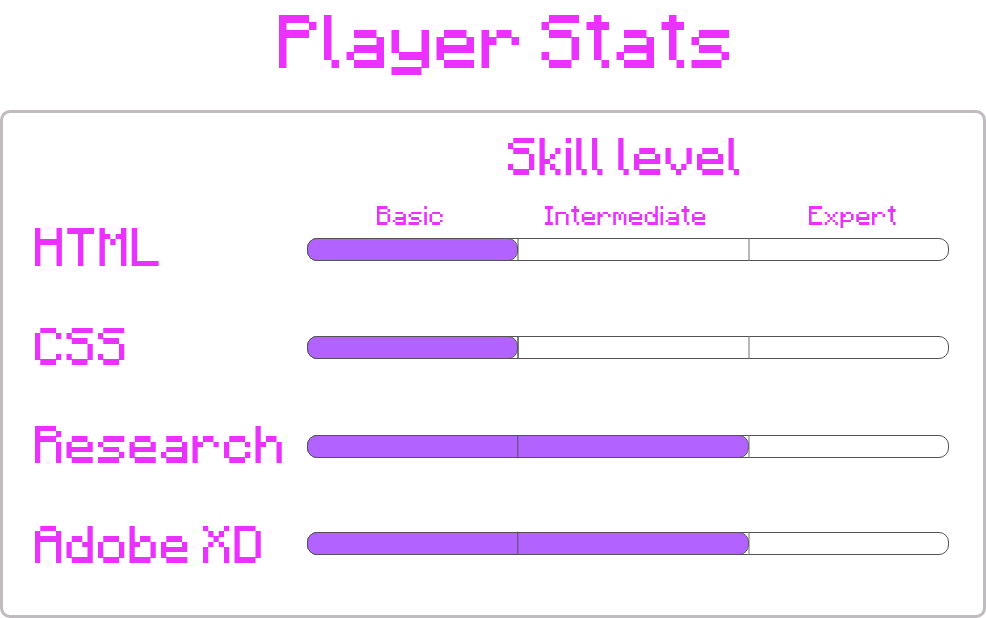 Player Stats
Skill level
Basic Intermediate Expert
HTML
CSS
Research
Adobe XD